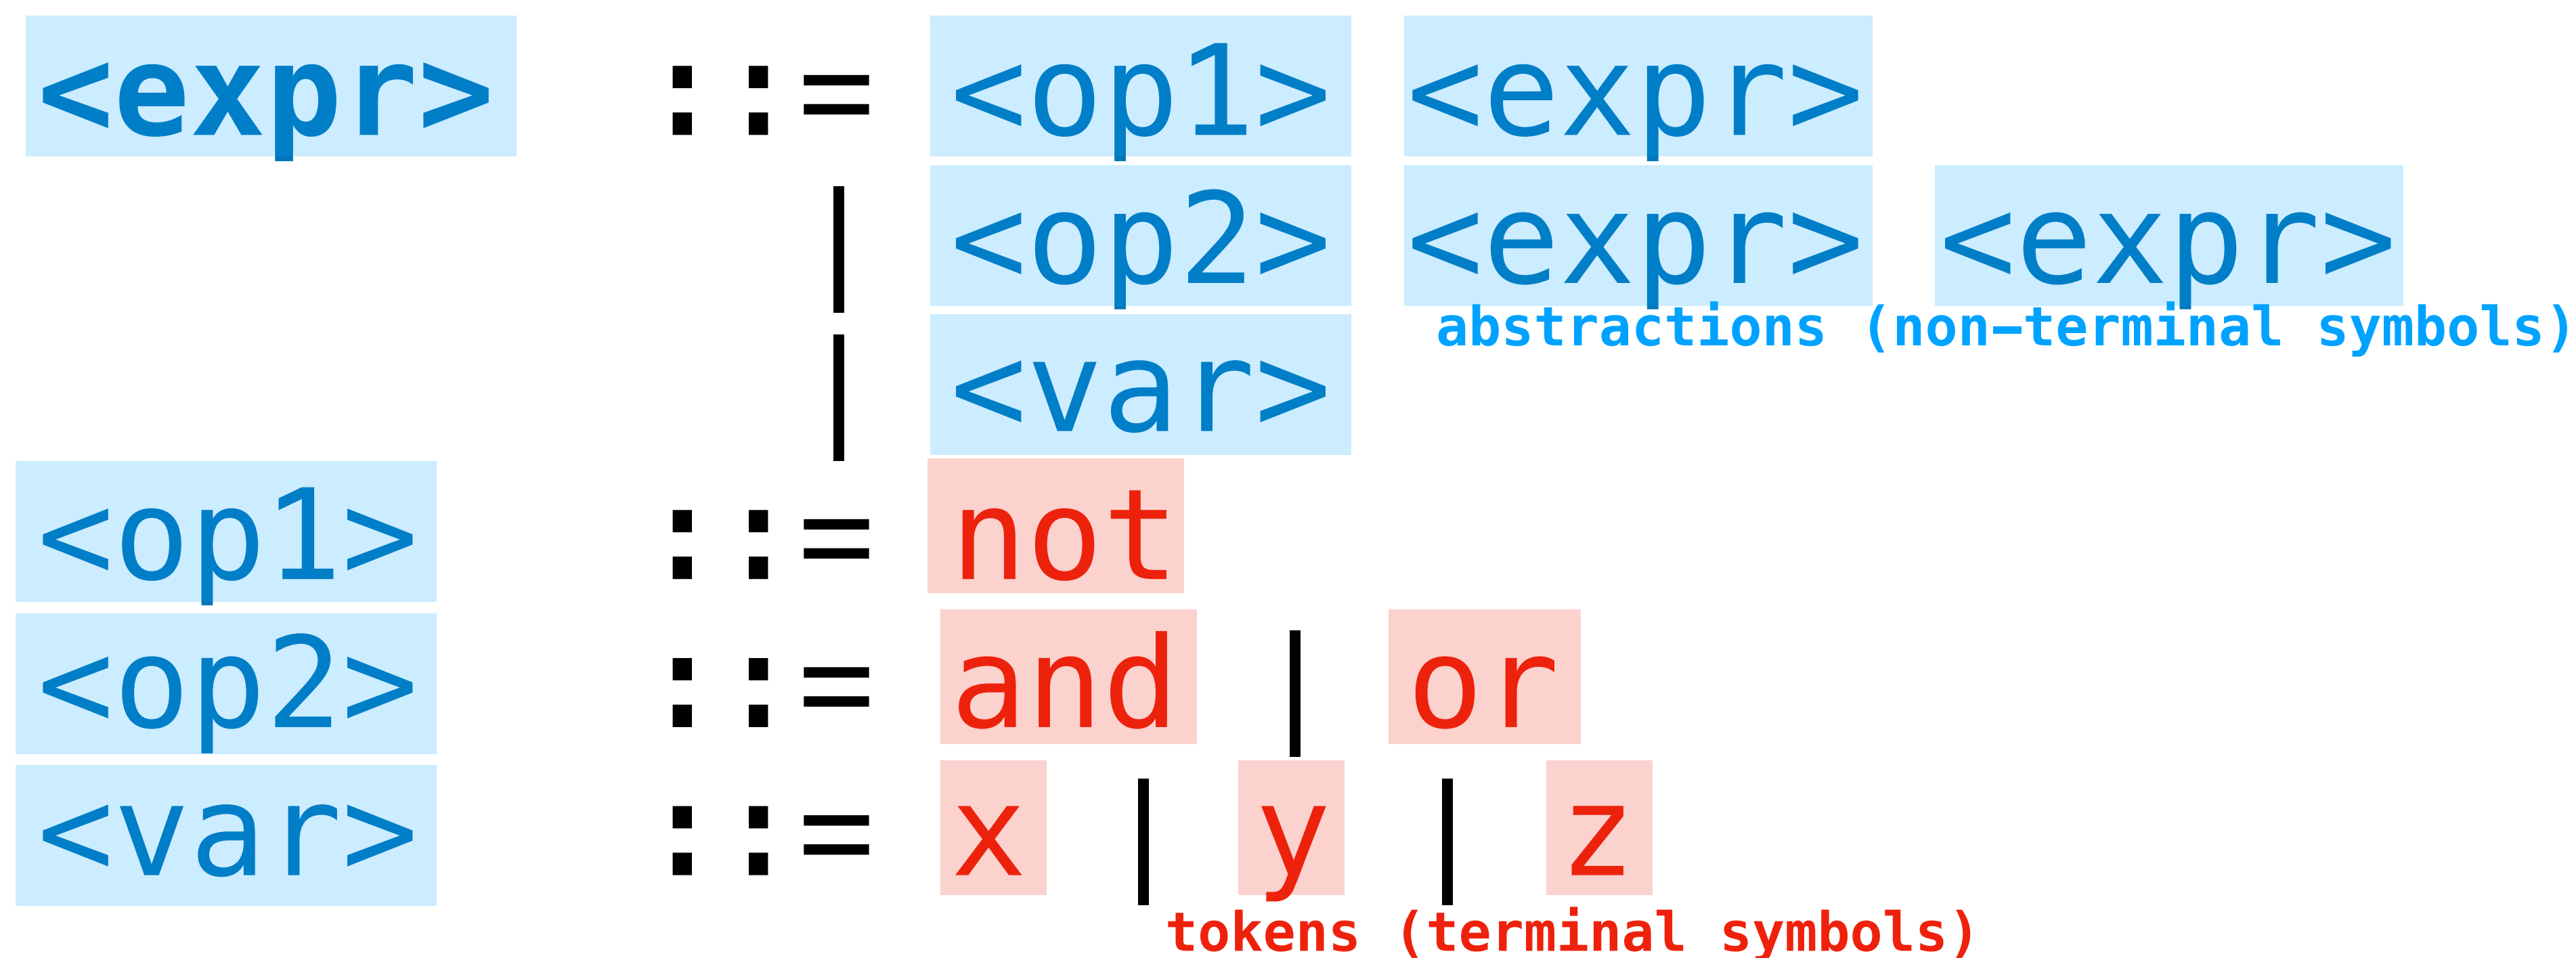 <expr> ::= <op1> <expr>
| <op2> <expr> <expr>
abstractions (non-terminal symbols)
| <var>
<op1> ::= not
<op2> ::= and | or
<var> ::= x | y | z
tokens (terminal symbols)